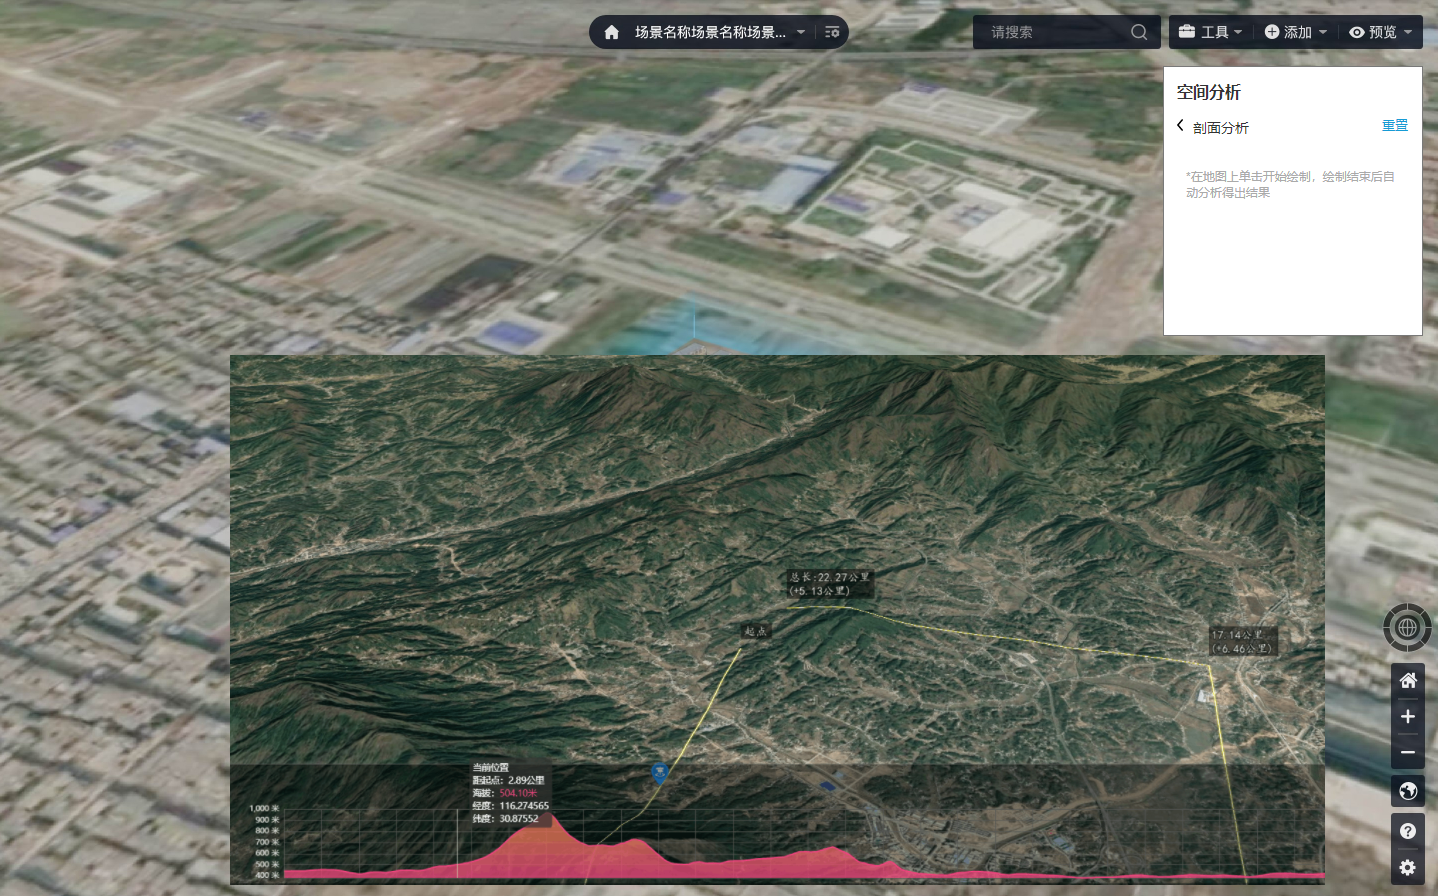 场景名称场景名称场景...
请搜索
工具
添加
预览
空间分析
剖面分析
重置
*在地图上单击开始绘制，绘制结束后自
动分析得出结果
总长:22.27公里
(+5.13公里)
起点
17.14公里
(+6.46公里)
当前位置
距起点：2.89公里
海拔：504.10米
经度：116.274565
纬度：30.87552
1,000 米
900 米
800 米
700 米
600 米
500 米
400 米